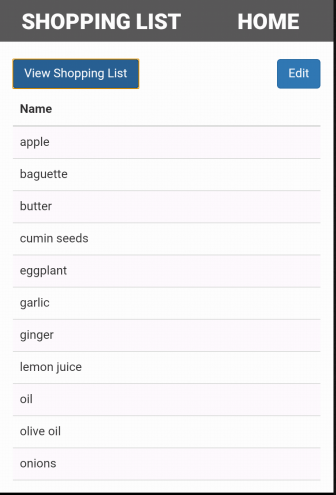 SHOPPING LIST HOME
View Shopping List Edit
Name
apple
baguette
butter
cumin seeds
eggplant
garlic
ginger
lemon juice
oil
olive oil
onions